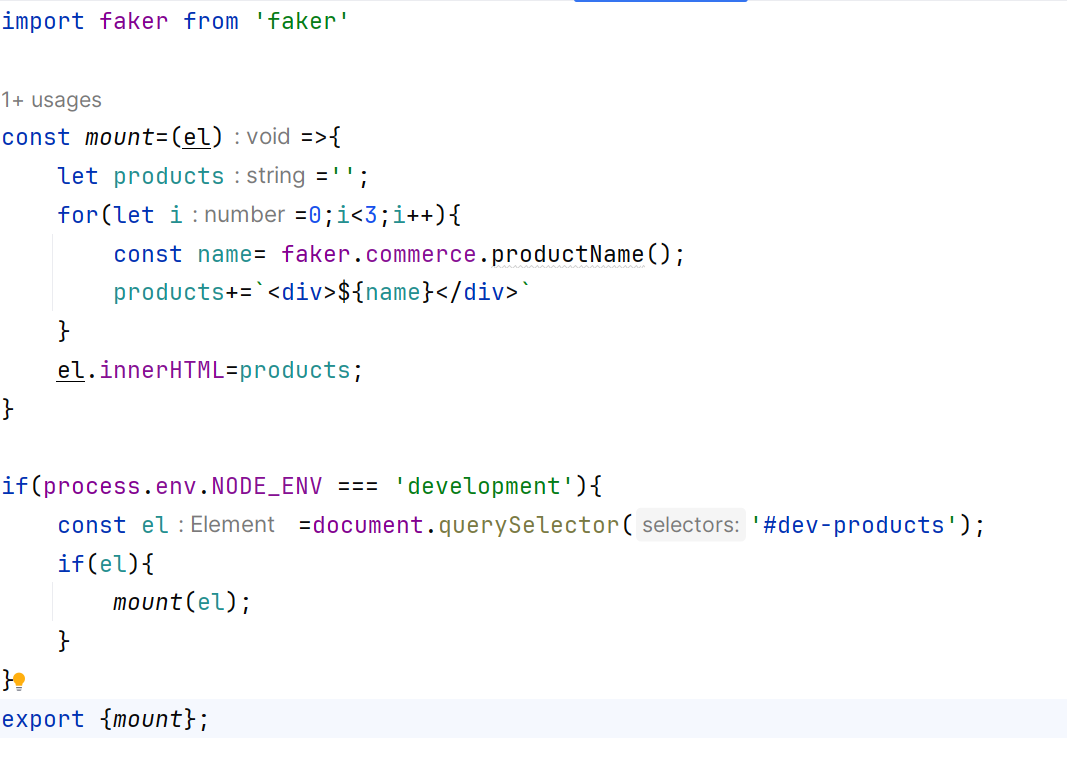 import faker from 'faker'
1+ usages
const mount=(el) : void =>{
let products : string ='';
for(let i : number =0;i<3;i++){
const name= faker.commerce.productName();
products+=`<div>${name}</div>`
}
el.innerHTML=products;
}
if(process.env.NODE_ENV === 'development'){
const el : Element =document.querySelector( selectors: '#dev-products');
if(el){
mount(el);
}
}
export {mount};